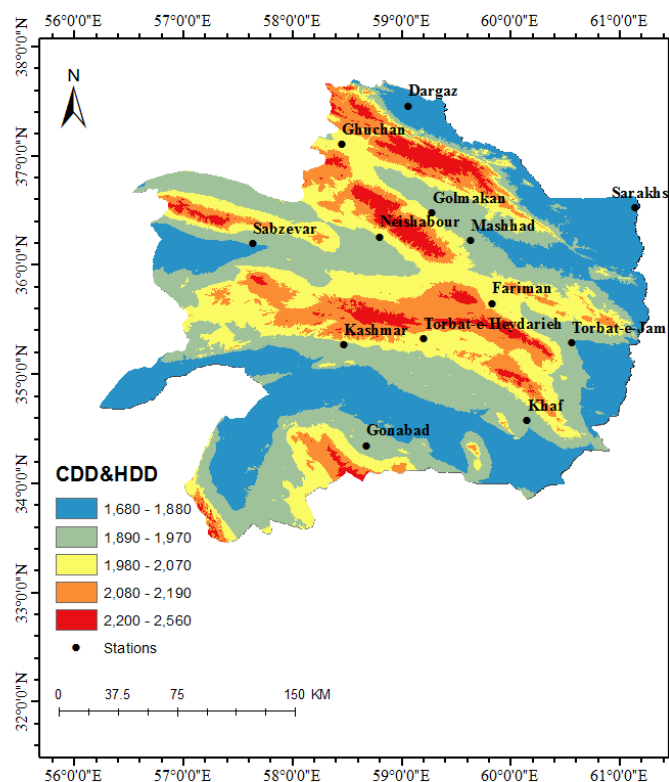 56°0'0"E 57°0'0"E 58°0'0"E 59°0'0"E 60°0'0"E 61°0'0"E
38°0'0"N
37°0'0"N
36°0'0"N
35°0'0"N
34°0'0"N
33°0'0"N
32°0'0"N
N
Dargaz
Ghuchan
Sarakhs
Golmakan
Neishabour
Mashhad
Sabzevar
Fariman
Kashmar
Torbat-e-Heydarieh
Torbat-e-Jam
Khaf
Gonabad
CDD&HDD
1,680 - 1,880
1,890 - 1,970
1,980 - 2,070
2,080 - 2,190
2,200 - 2,560
Stations
0 37.5 75 150 KM
56°0'0"E 57°0'0"E 58°0'0"E 59°0'0"E 60°0'0"E 61°0'0"E